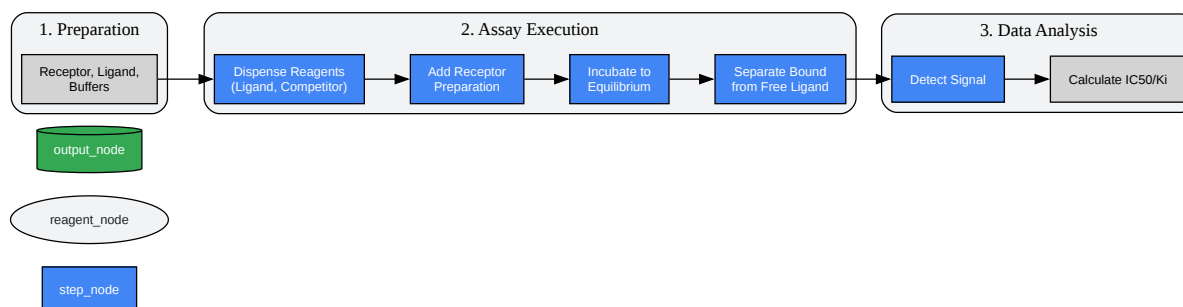 1. Preparation
Receptor, Ligand,
Buffers
2. Assay Execution
Dispense Reagents
(Ligand, Competitor)
Add Receptor
Preparation
Incubate to
Equilibrium
Separate Bound
from Free Ligand
3. Data Analysis
Detect Signal
Calculate IC50/Ki
output_node
reagent_node
step_node